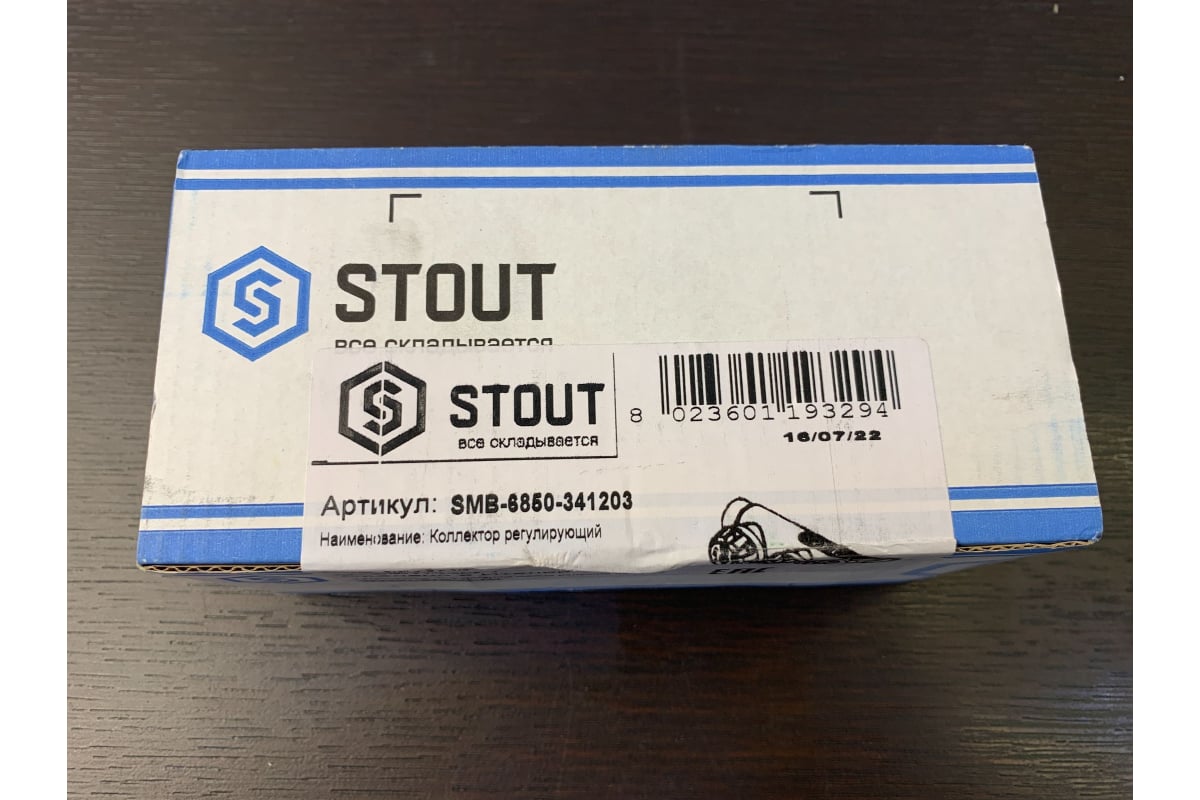 STOUT
все складывается
STOUT
все складывается
8 023601 193294
16/07/22
Артикул: SMB-6850-341203
Наименование: Коллектор регулирующий
EAC